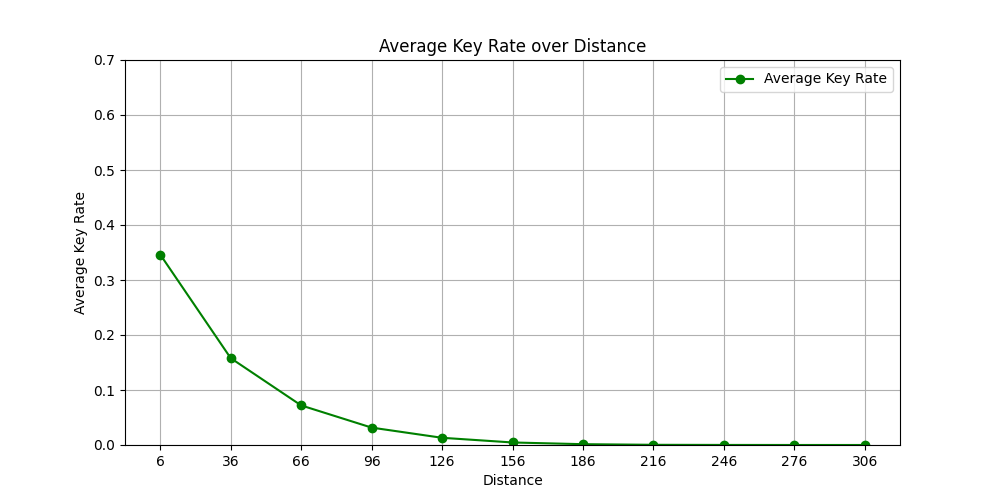 Average Key Rate over Distance
Average Key Rate
0.7
0.6
0.5
0.4
0.3
0.2
0.1
0.0
Average Key Rate
6 36 66 96 126 156 186 216 246 276 306
Distance